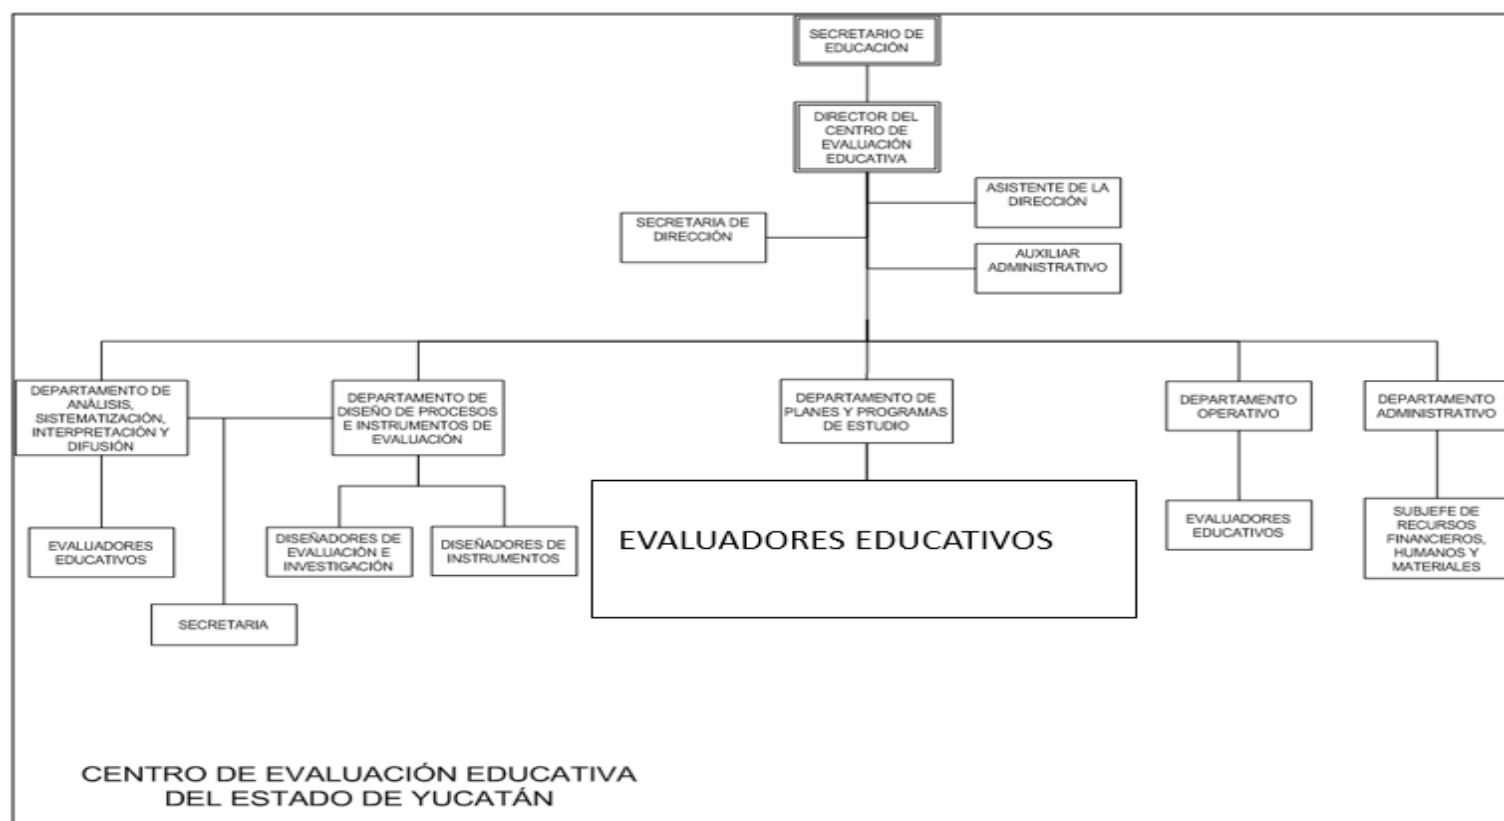 SECRETARIO DE
EDUCACIÓN
DIRECTOR DEL
CENTRO DE
EVALUACIÓN
EDUCATIVA
ASISTENTE DE LA
DIRECCIÓN
SECRETARIA DE
DIRECCIÓN
AUXILIAR
ADMINISTRATIVO
DEPARTAMENTO DE
ANÁLISIS,
SISTEMATIZACIÓN,
INTERPRETACIÓN Y
DIFUSIÓN
DEPARTAMENTO DE
DISEÑO DE PROCESOS
E INSTRUMENTOS DE
EVALUACIÓN
DEPARTAMENTO DE
PLANES Y PROGRAMAS
DE ESTUDIO
DEPARTAMENTO
OPERATIVO
DEPARTAMENTO
ADMINISTRATIVO
EVALUADORES
EDUCATIVOS
DISEÑADORES DE
EVALUACIÓN E
INVESTIGACIÓN
DISEÑADORES DE
INSTRUMENTOS
EVALUADORES EDUCATIVOS
EVALUADORES
EDUCATIVOS
SUBJEFE DE
RECURSOS
FINANCIEROS,
HUMANOS Y
MATERIALES
SECRETARIA
CENTRO DE EVALUACIÓN EDUCATIVA
DEL ESTADO DE YUCATÁN